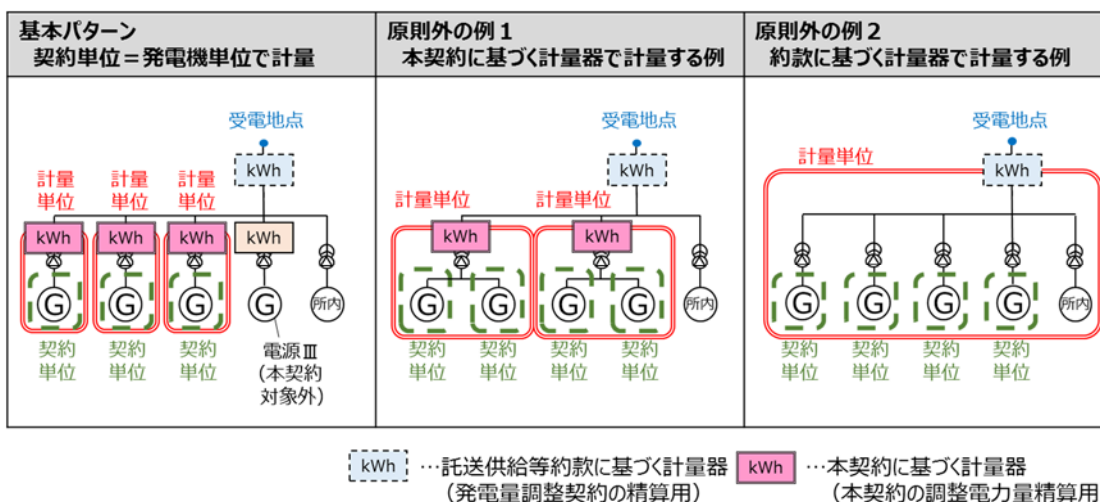 基本パターン
契約単位＝発電機単位で計量
原則外の例１
本契約に基づく計量器で計量する例
原則外の例２
約款に基づく計量器で計量する例
受電地点
kWh
計量
単位
計量
単位
計量
単位
kWh
kWh
kWh
kWh
G
G
G
G
所内
契約
単位
契約
単位
契約
単位
電源Ⅲ
（本契約
対象外）
受電地点
kWh
計量単位
計量単位
kWh
kWh
G
G
G
G
所内
契約
単位
契約
単位
契約
単位
契約
単位
受電地点
計量単位
kWh
G
G
G
G
所内
契約
単位
契約
単位
契約
単位
契約
単位
kWh …託送供給等約款に基づく計量器
（発電量調整契約の精算用）
kWh …本契約に基づく計量器
（本契約の調整電力量精算用